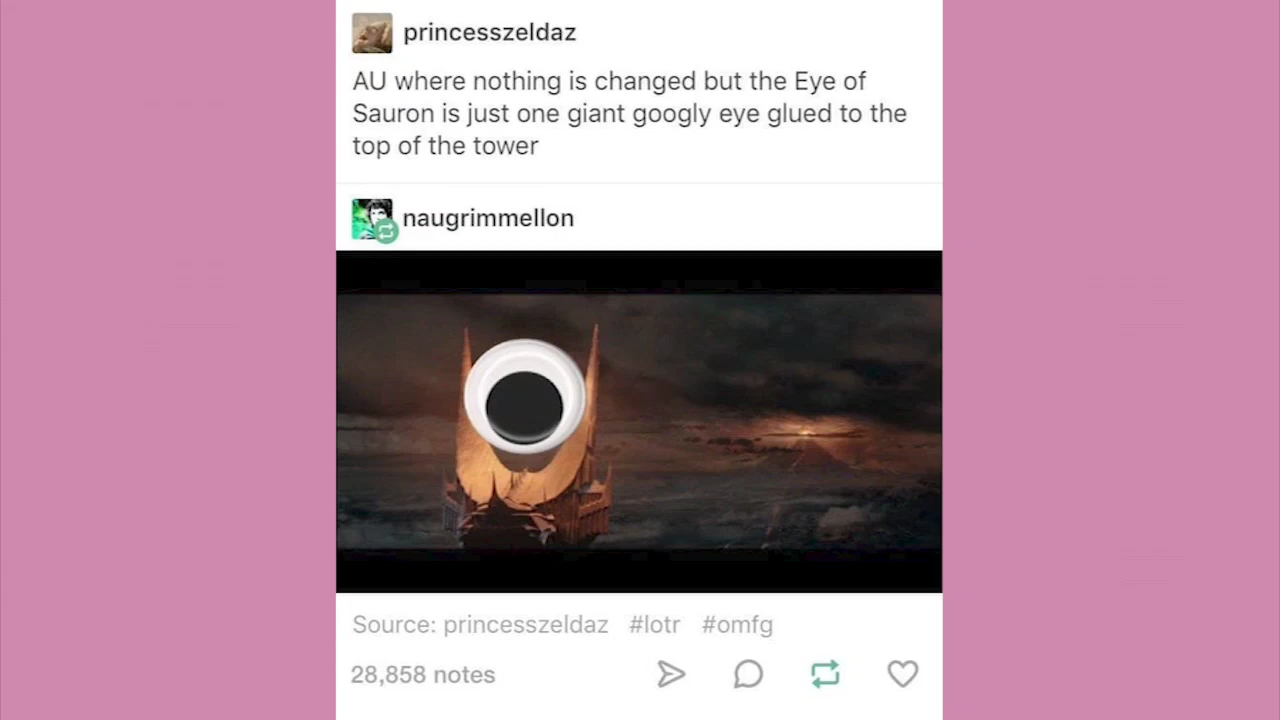 princesszeldaz
AU where nothing is changed but the Eye of
Sauron is just one giant googly eye glued to the
top of the tower
naugrimmellon
Source: princesszeldaz #lotr #omfg
28,858 notes